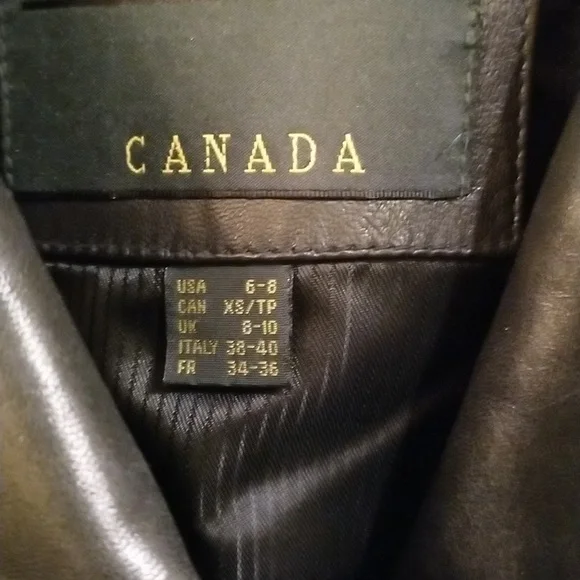 CANADA
USA 6-8
CAN XS/TP
UK 8-10
ITALY 38-40
FR 34-36